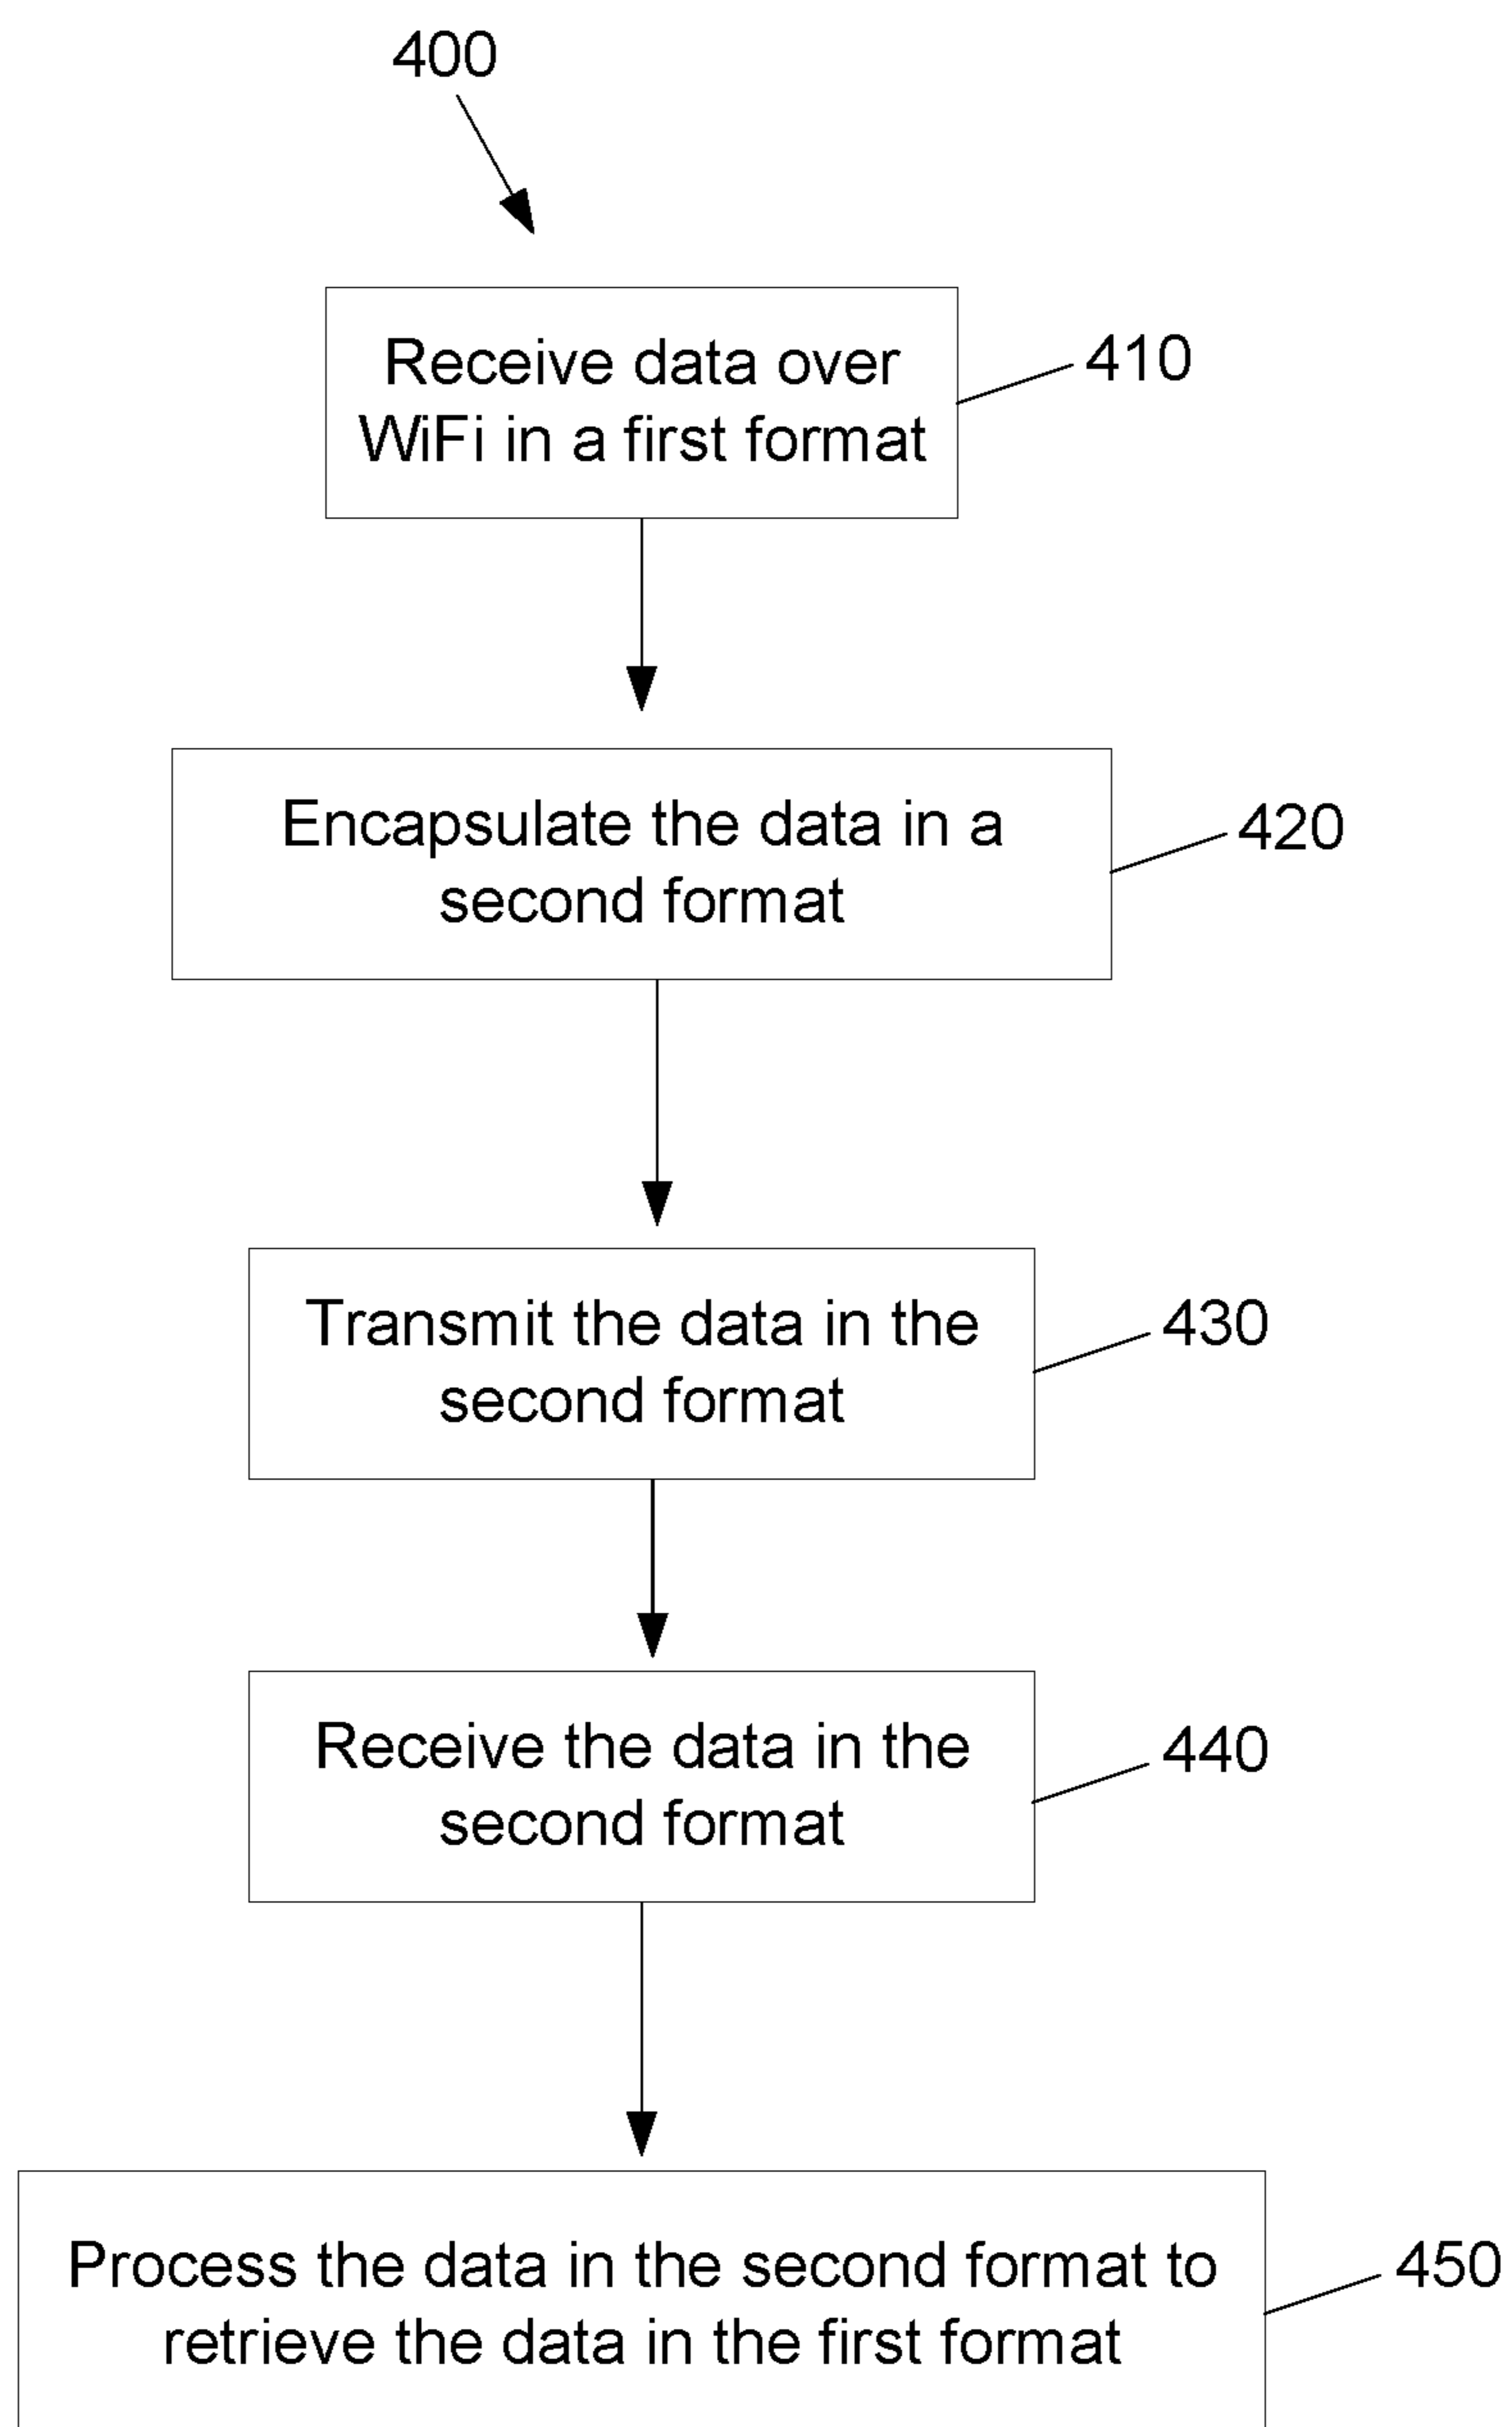 400
Receive data over
WiFi in a first format
410
Encapsulate the data in a
second format
420
Transmit the data in the
second format
430
Receive the data in the
second format
440
Process the data in the second format to
retrieve the data in the first format
450